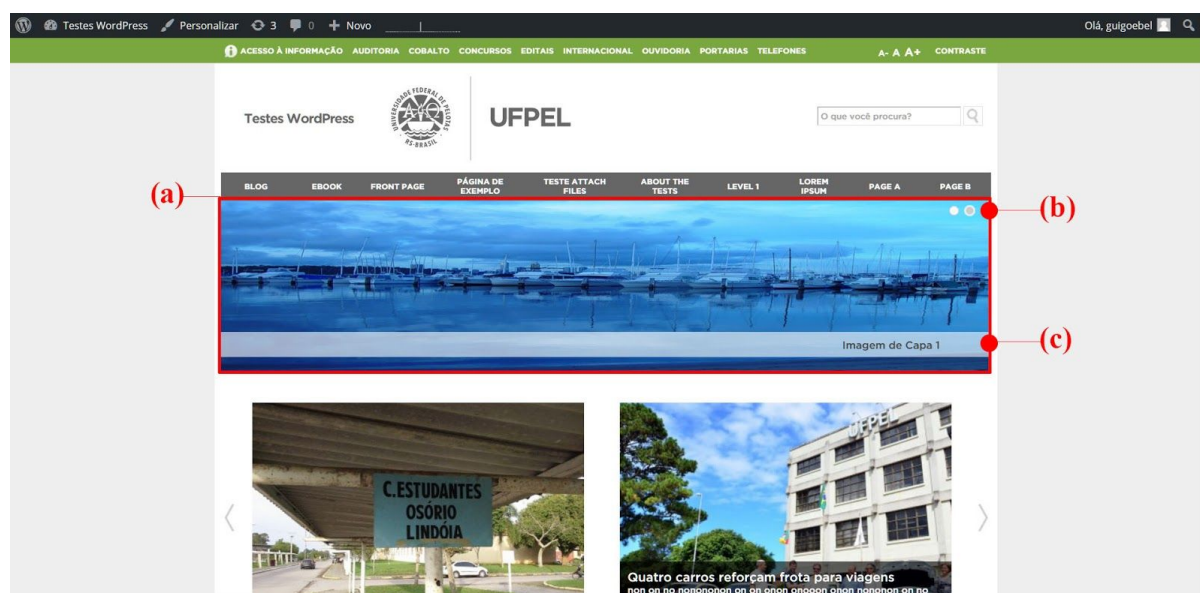 Testes WordPress Personalizar 3 0 + Novo Olá, guigoebel
ACESSO À INFORMAÇÃO AUDITORIA COBALTO CONCURSOS EDITAIS INTERNACIONAL OUVIDORIA PORTARIAS TELEFONES A- A A+ CONTRASTE
Testes WordPress
UNIVERSIDADE FEDERAL DE PELOTAS
RS-BRASIL
UFPEL
O que você procura?
BLOG EBOOK FRONT PAGE PÁGINA DE EXEMPLO TESTE ATTACH FILES ABOUT THE TESTS LEVEL 1 LOREM IPSUM PAGE A PAGE B
(a)
(b)
Imagem de Capa 1
(c)
C.ESTUDANTES
OSÓRIO
LINDÓIA
UFPEL
Quatro carros reforçam frota para viagens